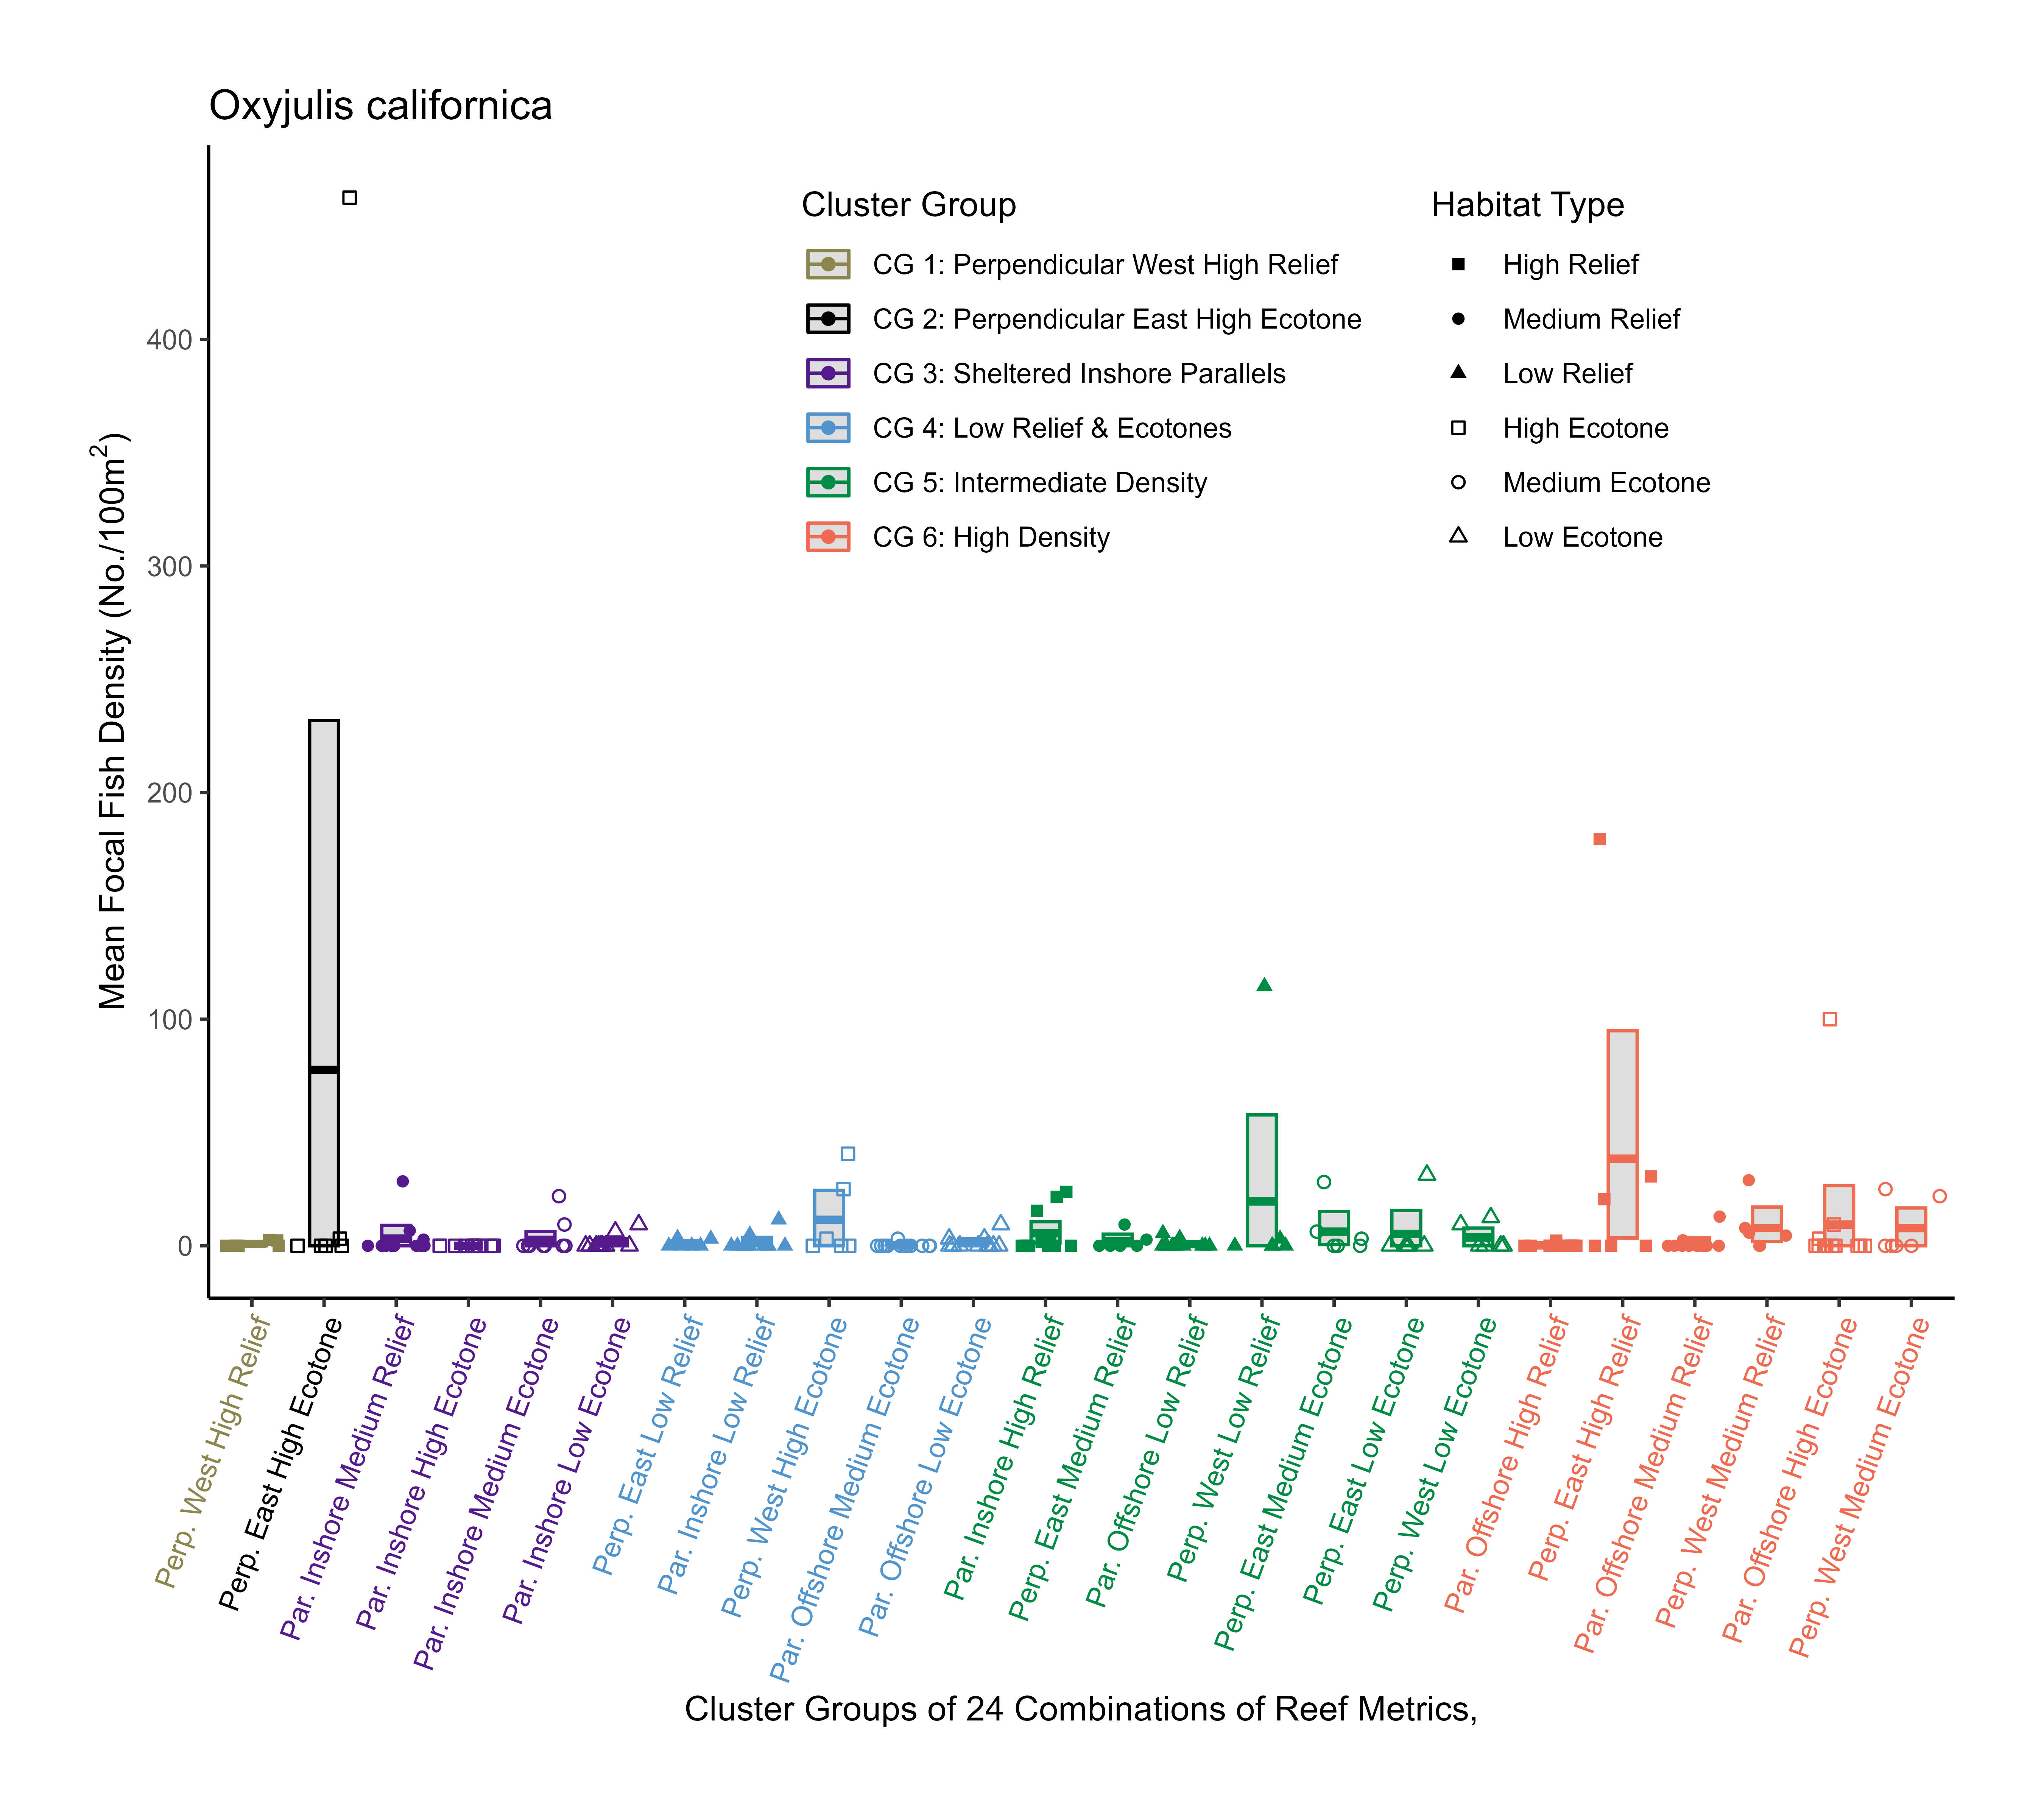 Oxyjulis californica
Mean Focal Fish Density (No./100m²)
400
300
200
100
0
Cluster Group
CG 1: Perpendicular West High Relief
CG 2: Perpendicular East High Ecotone
CG 3: Sheltered Inshore Parallels
CG 4: Low Relief & Ecotones
CG 5: Intermediate Density
CG 6: High Density
Habitat Type
High Relief
Medium Relief
Low Relief
High Ecotone
Medium Ecotone
Low Ecotone
Perp. West High Relief
Perp. East High Ecotone
Par. Inshore Medium Relief
Par. Inshore High Ecotone
Par. Inshore Medium Ecotone
Par. Inshore Low Ecotone
Perp. East Low Relief
Par. Inshore Low Relief
Perp. West High Ecotone
Par. Offshore Medium Ecotone
Par. Offshore Low Ecotone
Par. Inshore High Relief
Perp. East Medium Relief
Par. Offshore Low Relief
Perp. West Low Relief
Perp. East Medium Ecotone
Perp. East Low Ecotone
Perp. West Low Ecotone
Par. Offshore High Relief
Perp. East High Relief
Par. Offshore Medium Relief
Perp. West Medium Relief
Par. Offshore High Ecotone
Perp. West Medium Ecotone
Cluster Groups of 24 Combinations of Reef Metrics,